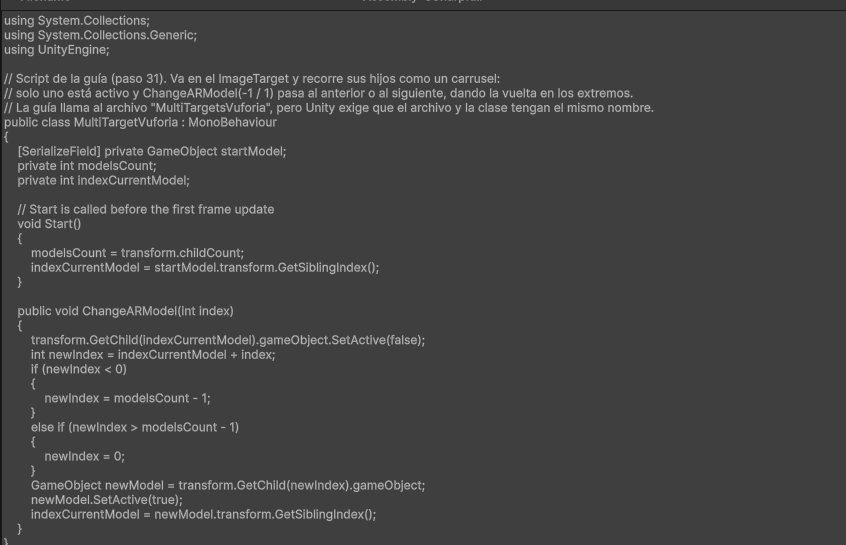 using System.Collections;
using System.Collections.Generic;
using UnityEngine;

// Script de la guía (paso 31). Va en el ImageTarget y recorre sus hijos como un carrusel:
// solo uno está activo y ChangeARModel(-1 / 1) pasa al anterior o al siguiente, dando la vuelta en los extremos.
// La guía llama al archivo "MultiTargetsVuforia", pero Unity exige que el archivo y la clase tengan el mismo nombre.
public class MultiTargetVuforia : MonoBehaviour
{
    [SerializeField] private GameObject startModel;
    private int modelsCount;
    private int indexCurrentModel;

    // Start is called before the first frame update
    void Start()
    {
        modelsCount = transform.childCount;
        indexCurrentModel = startModel.transform.GetSiblingIndex();
    }

    public void ChangeARModel(int index)
    {
        transform.GetChild(indexCurrentModel).gameObject.SetActive(false);
        int newIndex = indexCurrentModel + index;
        if (newIndex < 0)
        {
            newIndex = modelsCount - 1;
        }
        else if (newIndex > modelsCount - 1)
        {
            newIndex = 0;
        }
        GameObject newModel = transform.GetChild(newIndex).gameObject;
        newModel.SetActive(true);
        indexCurrentModel = newModel.transform.GetSiblingIndex();
    }
}